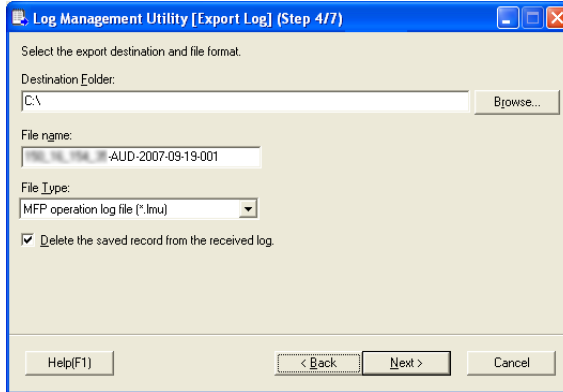 Log Management Utility [Export Log] (Step 4/7)
Select the export destination and file format.
Destination Folder:
C:\
Browse...
File name:
-AUD-2007-09-19-001
File Type:
MFP operation log file (*.lmu)
Delete the saved record from the received log.
Help(F1)
< Back
Next >
Cancel